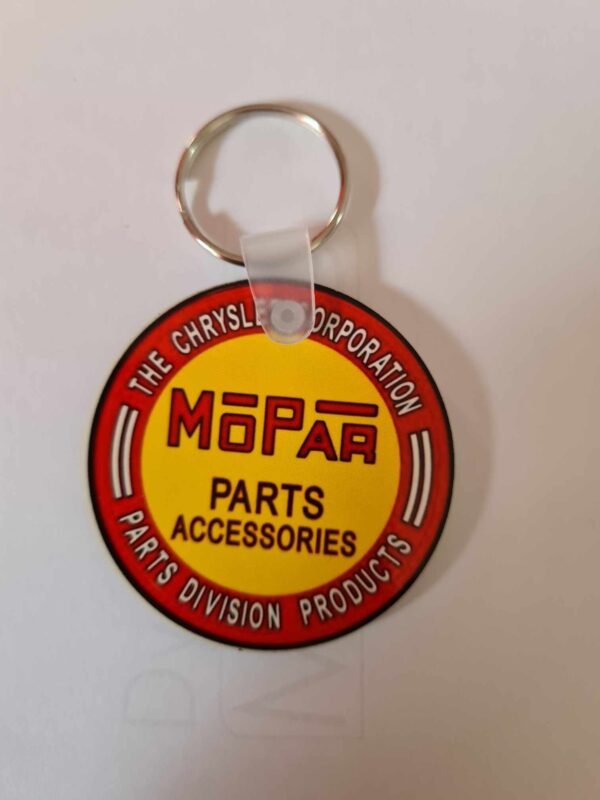 THE CHRYSLE ORPORATION
MOPAR
PARTS
ACCESSORIES
PARTS DIVISION PRODUCTS